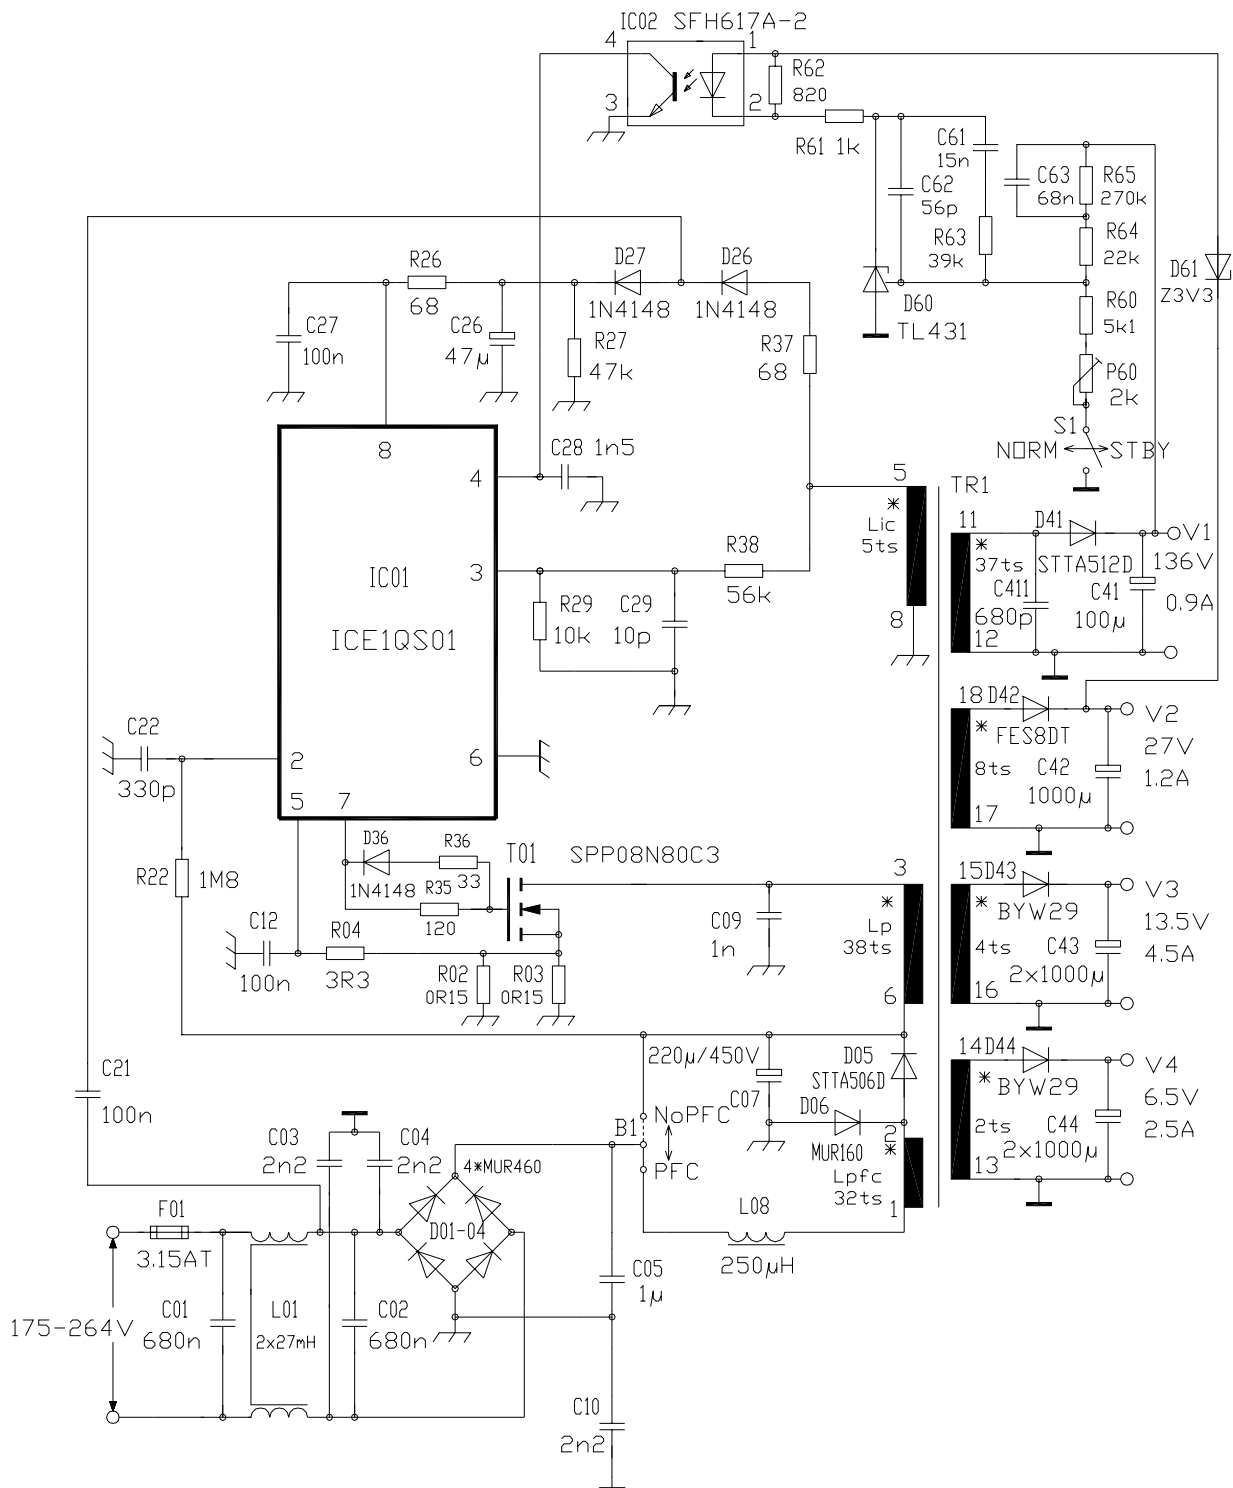 IC02 SFH617A-2
4
1
3
2
R62
820
R61 1k
C61
15n
C62
56p
C63
68n
R65
270k
R63
39k
R64
22k
D61
Z3V3
D60
TL431
R60
5k1
P60
2k
S1
NORM
STBY
R26
68
D27
1N4148
D26
1N4148
C27
100n
C26
47µ
R27
47k
R37
68
8
4
C28 1n5
3
IC01
ICE1QS01
R38
56k
R29
10k
C29
10p
5
*
Lic
5ts
8
TR1
11
*
37ts
D41
STTA512D
V1
136V
0.9A
C411
680p
C41
100µ
12
C22
330p
2
6
5
7
18
D42
*
FES8DT
V2
27V
1.2A
8ts
C42
1000µ
17
R22
1M8
D36
1N4148
R36
33
R35
120
T01
SPP08N80C3
3
*
Lp
38ts
6
C09
1n
15
D43
*
BYW29
V3
13.5V
4.5A
4ts
C43
2x1000µ
16
C12
100n
R04
3R3
R02
0R15
R03
0R15
220µ/450V
C07
D05
STTA506D
D06
MUR160
14
D44
*
BYW29
V4
6.5V
2.5A
2ts
C44
2x1000µ
13
C21
100n
B1
NoPFC
PFC
2
*
Lpfc
32ts
1
C03
2n2
C04
2n2
4*MUR460
D01-04
L08
250µH
F01
3.15AT
175-264V
C01
680n
L01
2x27mH
C02
680n
C05
1µ
C10
2n2